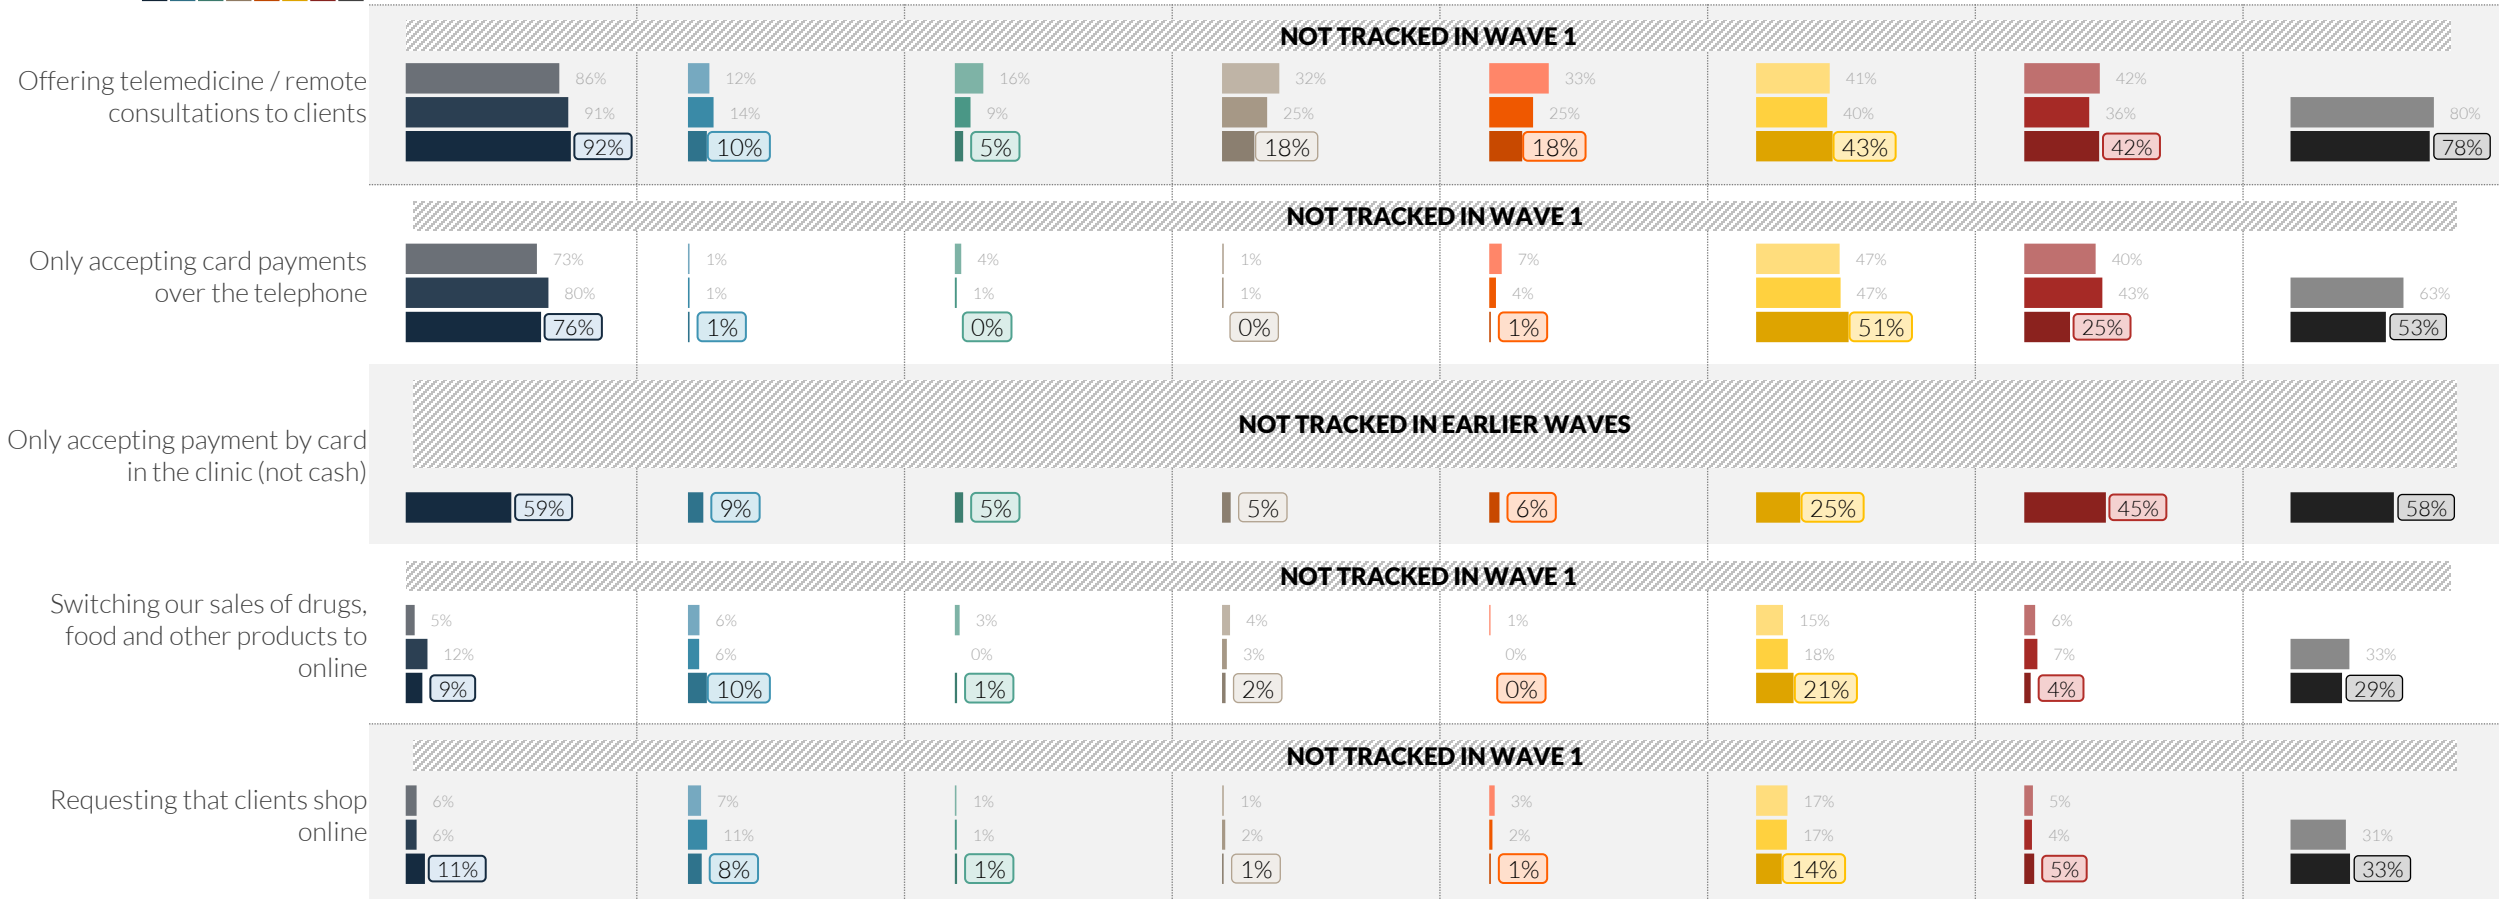 NOT TRACKED IN WAVE 1
Offering telemedicine / remote
consultations to clients
86% 12% 16% 32% 33% 41% 42%
91% 14% 9% 25% 25% 40% 36% 80%
92% 10% 5% 18% 18% 43% 42% 78%
NOT TRACKED IN WAVE 1
Only accepting card payments
over the telephone
73% 1% 4% 1% 7% 47% 40%
80% 1% 1% 1% 4% 47% 43% 63%
76% 1% 0% 0% 1% 51% 25% 53%
NOT TRACKED IN EARLIER WAVES
Only accepting payment by card
in the clinic (not cash)
59% 9% 5% 5% 6% 25% 45% 58%
NOT TRACKED IN WAVE 1
Switching our sales of drugs,
food and other products to
online
5% 6% 3% 4% 1% 15% 6%
12% 6% 0% 3% 0% 18% 7% 33%
9% 10% 1% 2% 0% 21% 4% 29%
NOT TRACKED IN WAVE 1
Requesting that clients shop
online
6% 7% 1% 1% 3% 17% 5%
6% 11% 1% 2% 2% 17% 4% 31%
11% 8% 1% 1% 1% 14% 5% 33%